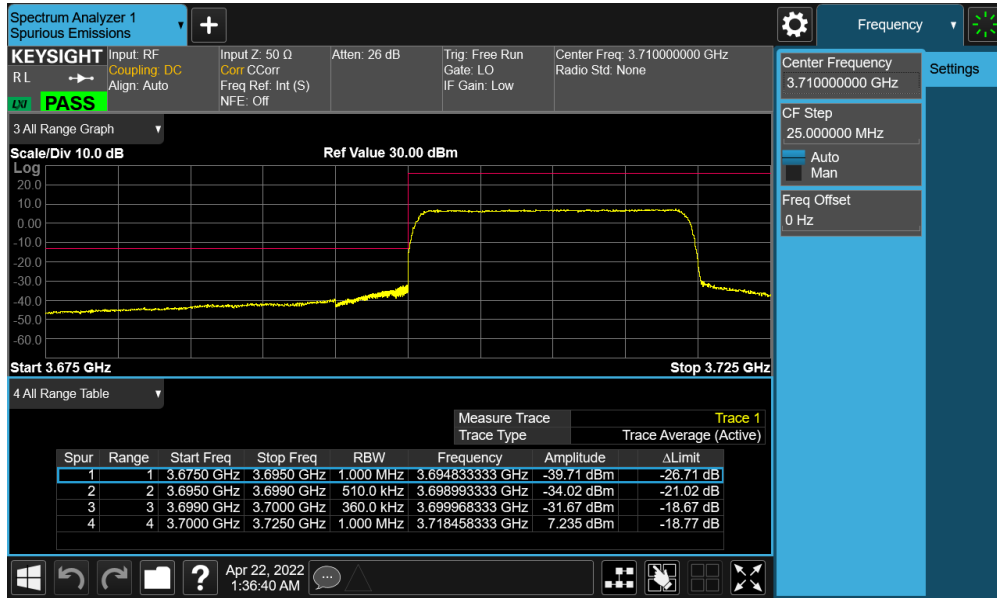 Spectrum Analyzer 1
Spurious Emissions
Frequency
KEYSIGHT
R L
LXI PASS
Input: RF
Coupling: DC
Align: Auto
Input Z: 50 Ω
Corr CCorr
Freq Ref: Int (S)
NFE: Off
Atten: 26 dB
Trig: Free Run
Gate: LO
IF Gain: Low
Center Freq: 3.710000000 GHz
Radio Std: None
Center Frequency
3.710000000 GHz
Settings
CF Step
25.000000 MHz
Auto
Man
Freq Offset
0 Hz
3 All Range Graph
Scale/Div 10.0 dB
Ref Value 30.00 dBm
Log
20.0
10.0
0.00
-10.0
-20.0
-30.0
-40.0
-50.0
-60.0
Start 3.675 GHz
Stop 3.725 GHz
4 All Range Table
Measure Trace Trace 1
Trace Type Trace Average (Active)
Spur Range Start Freq Stop Freq RBW Frequency Amplitude ΔLimit
1 1 3.6750 GHz 3.6950 GHz 1.000 MHz 3.694833333 GHz -39.71 dBm -26.71 dB
2 2 3.6950 GHz 3.6990 GHz 510.0 kHz 3.698993333 GHz -34.02 dBm -21.02 dB
3 3 3.6990 GHz 3.7000 GHz 360.0 kHz 3.699968333 GHz -31.67 dBm -18.67 dB
4 4 3.7000 GHz 3.7250 GHz 1.000 MHz 3.718458333 GHz 7.235 dBm -18.77 dB
?
Apr 22, 2022
1:36:40 AM